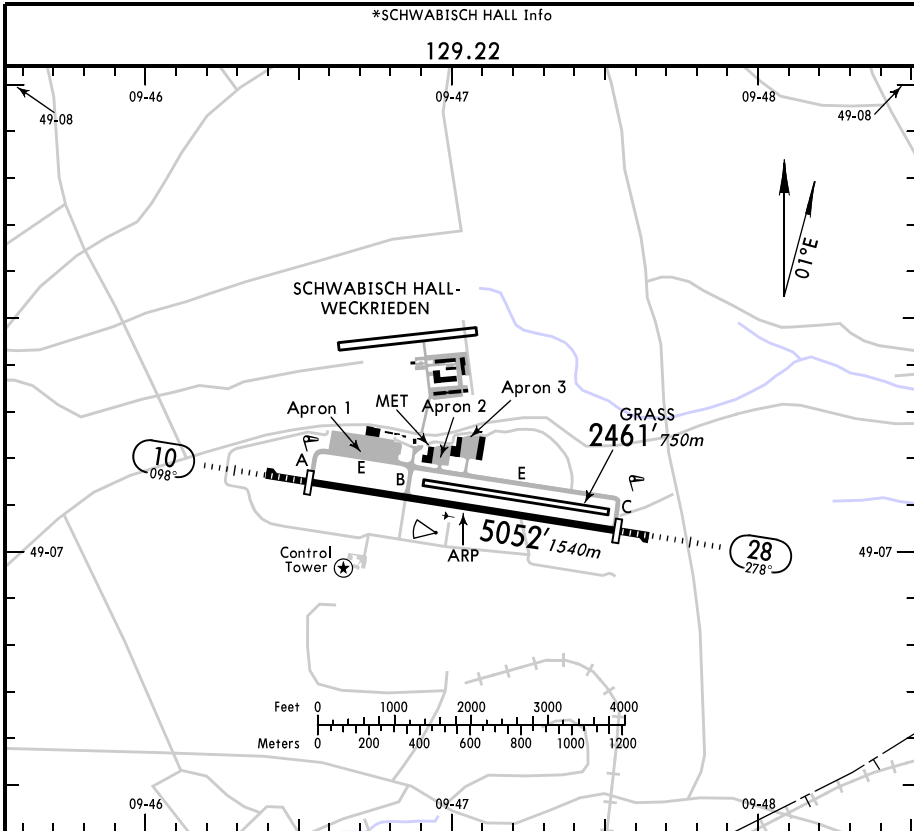 *SCHWABISCH HALL Info
129.22
09-46
09-47
09-48
49-08
49-08
01°E
SCHWABISCH HALL-
WECKRIEDEN
Apron 1
MET
Apron 2
Apron 3
GRASS
2461' 750m
10
098°
A
E
B
E
C
5052' 1540m
ARP
28
278°
49-07
49-07
Control
Tower
Feet 0 1000 2000 3000 4000
Meters 0 200 400 600 800 1000 1200
T
T
09-46
09-47
09-48